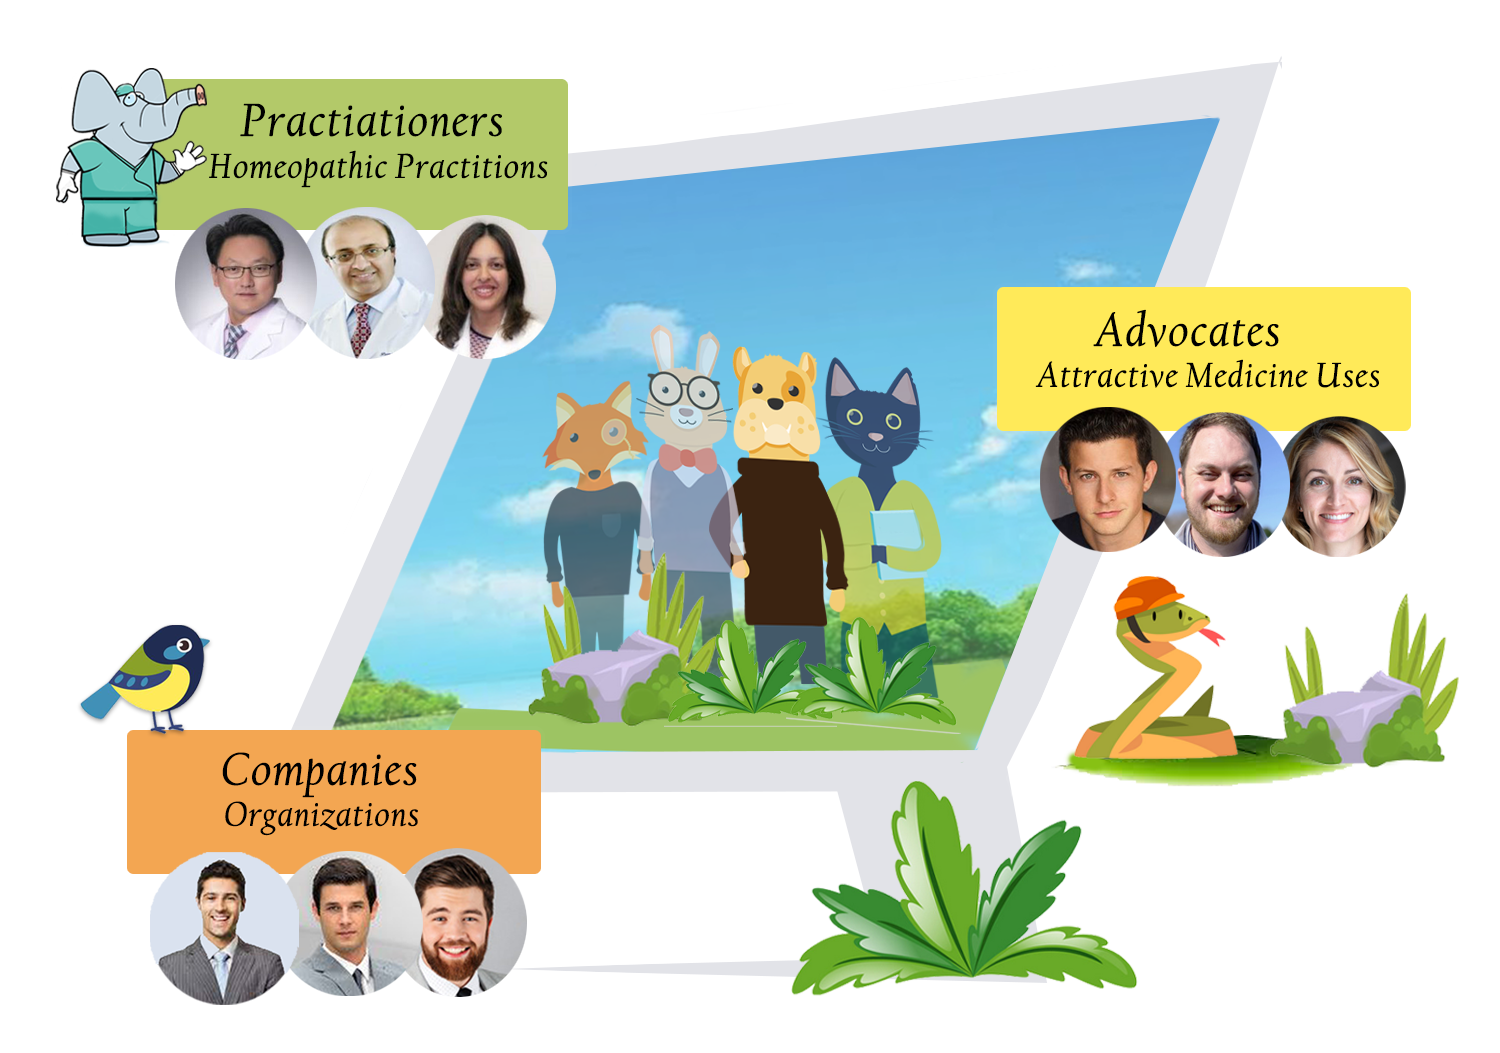 Practiationers
Homeopathic Practitions
Advocates
Attractive Medicine Uses
Companies
Organizations